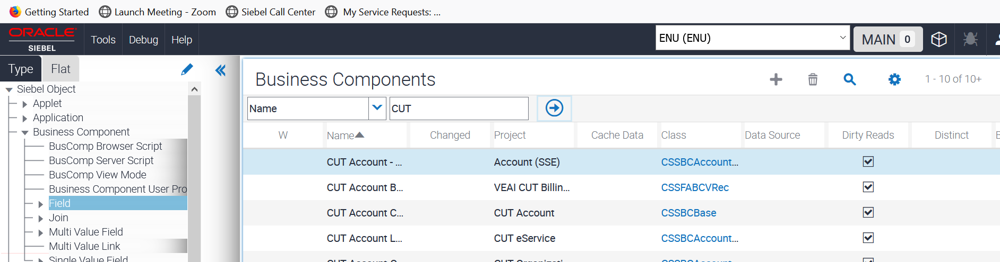 Getting Started Launch Meeting - Zoom Siebel Call Center My Service Requests: ...
ORACLE
SIEBEL
Tools Debug Help
ENU (ENU)
MAIN 0
Type Flat
Siebel Object
Applet
Application
Business Component
BusComp Browser Script
BusComp Server Script
BusComp View Mode
Business Component User Pro
Field
Join
Multi Value Field
Multi Value Link
Single Value Field
Business Components
1 - 10 of 10+
Name CUT
W Name Changed Project Cache Data Class Data Source Dirty Reads Distinct
CUT Account - ... Account (SSE) CSSBCAccount...
CUT Account B... VEAI CUT Billin... CSSFABCVRec
CUT Account C... CUT Account CSSBCBase
CUT Account L... CUT eService CSSBCAccount...